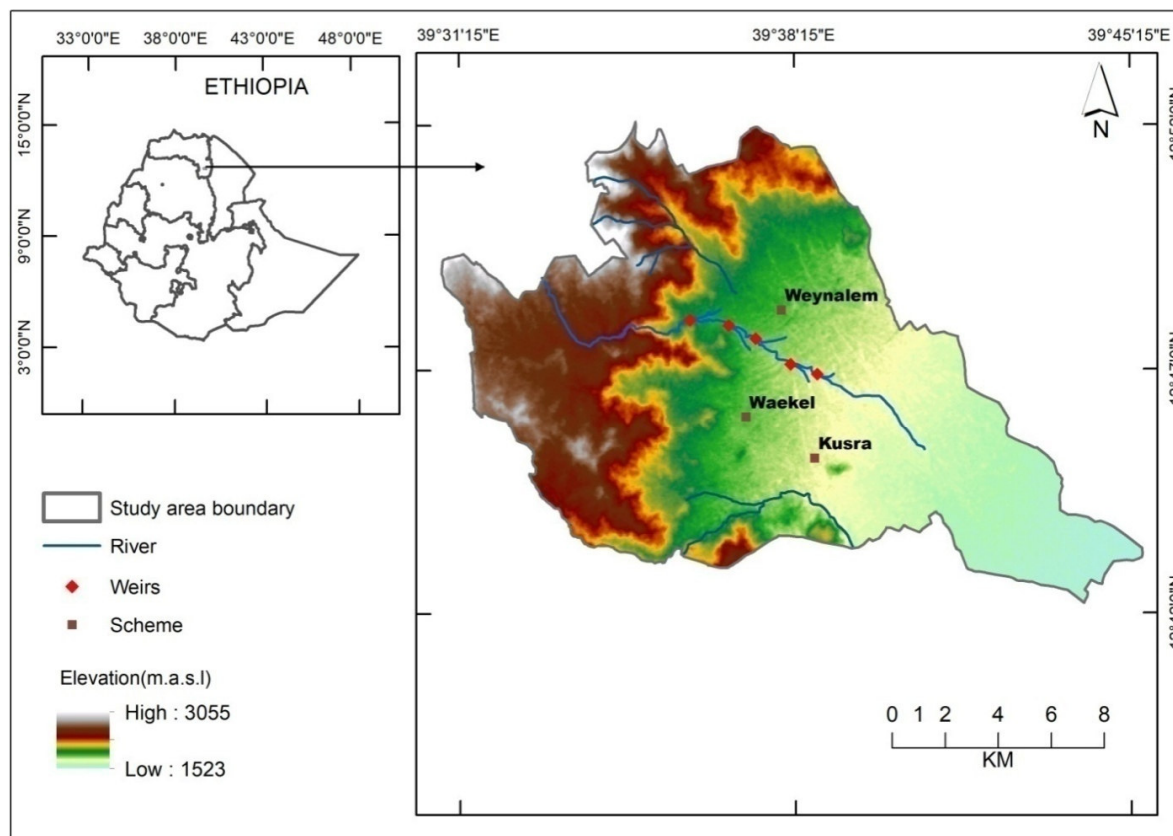 33°0'0"E 38°0'0"E 43°0'0"E 48°0'0"E
39°31'15"E 39°38'15"E 39°45'15"E
ETHIOPIA
15°0'0"N
9°0'0"N
3°0'0"N
N
Weynalem
Waekel
Kusra
Study area boundary
River
Weirs
Scheme
Elevation(m.a.s.l)
High : 3055
Low : 1523
0 1 2 4 6 8
KM